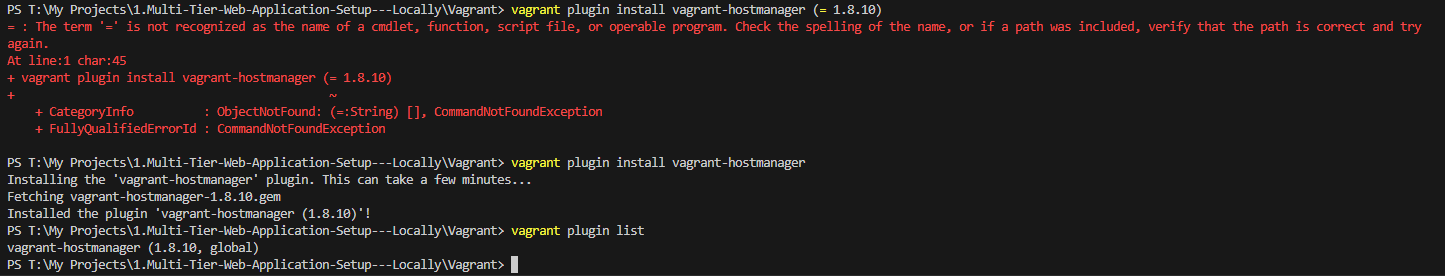 PS T:\My Projects\1.Multi-Tier-Web-Application-Setup---Locally\Vagrant> vagrant plugin install vagrant-hostmanager (= 1.8.10)
= : The term '=' is not recognized as the name of a cmdlet, function, script file, or operable program. Check the spelling of the name, or if a path was included, verify that the path is correct and try
again.
At line:1 char:45
+ vagrant plugin install vagrant-hostmanager (= 1.8.10)
+                                             ~
    + CategoryInfo          : ObjectNotFound: (=:String) [], CommandNotFoundException
    + FullyQualifiedErrorId : CommandNotFoundException

PS T:\My Projects\1.Multi-Tier-Web-Application-Setup---Locally\Vagrant> vagrant plugin install vagrant-hostmanager
Installing the 'vagrant-hostmanager' plugin. This can take a few minutes...
Fetching vagrant-hostmanager-1.8.10.gem
Installed the plugin 'vagrant-hostmanager (1.8.10)'!
PS T:\My Projects\1.Multi-Tier-Web-Application-Setup---Locally\Vagrant> vagrant plugin list
vagrant-hostmanager (1.8.10, global)
PS T:\My Projects\1.Multi-Tier-Web-Application-Setup---Locally\Vagrant>